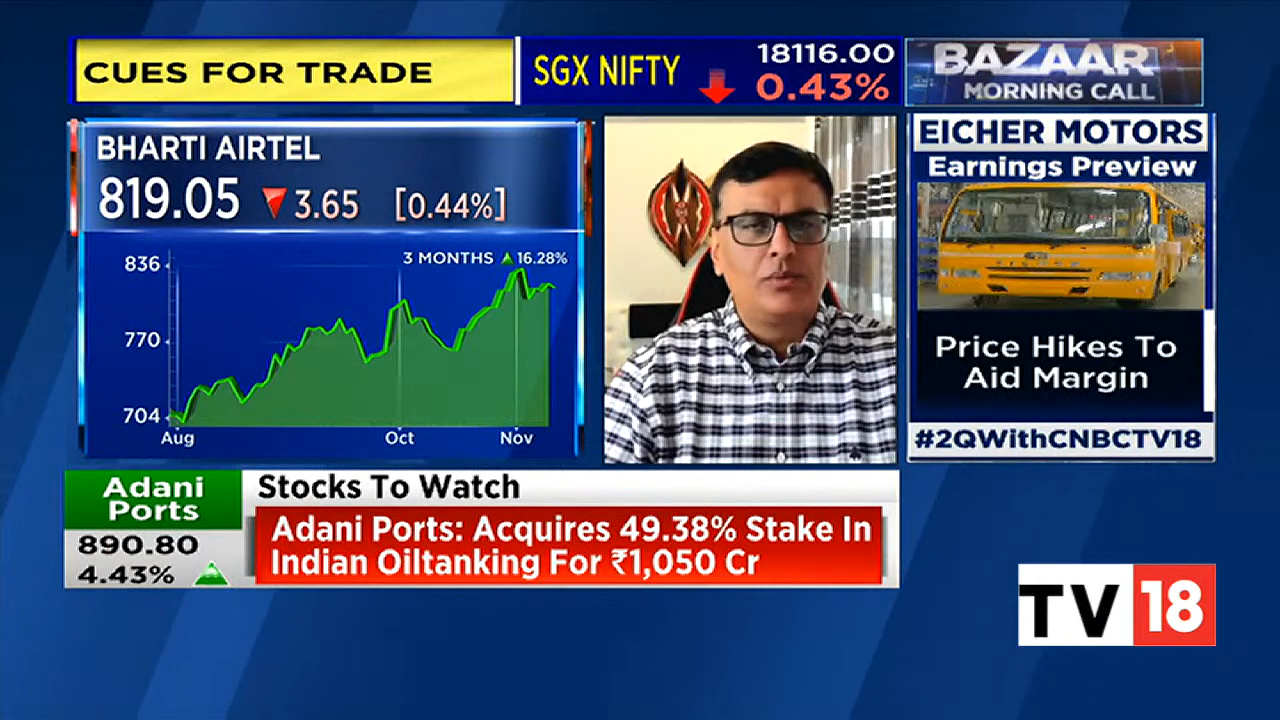 CUES FOR TRADE
SGX NIFTY
18116.00
0.43%
BAZAAR
MORNING CALL
BHARTI AIRTEL
819.05 3.65 [0.44%]
3 MONTHS 16.28%
836
770
704
Aug Oct Nov
EICHER MOTORS
Earnings Preview
Price Hikes To
Aid Margin
#2QWithCNBCTV18
Adani
Ports
890.80
4.43%
Stocks To Watch
Adani Ports: Acquires 49.38% Stake In
Indian Oiltanking For ₹1,050 Cr
TV18